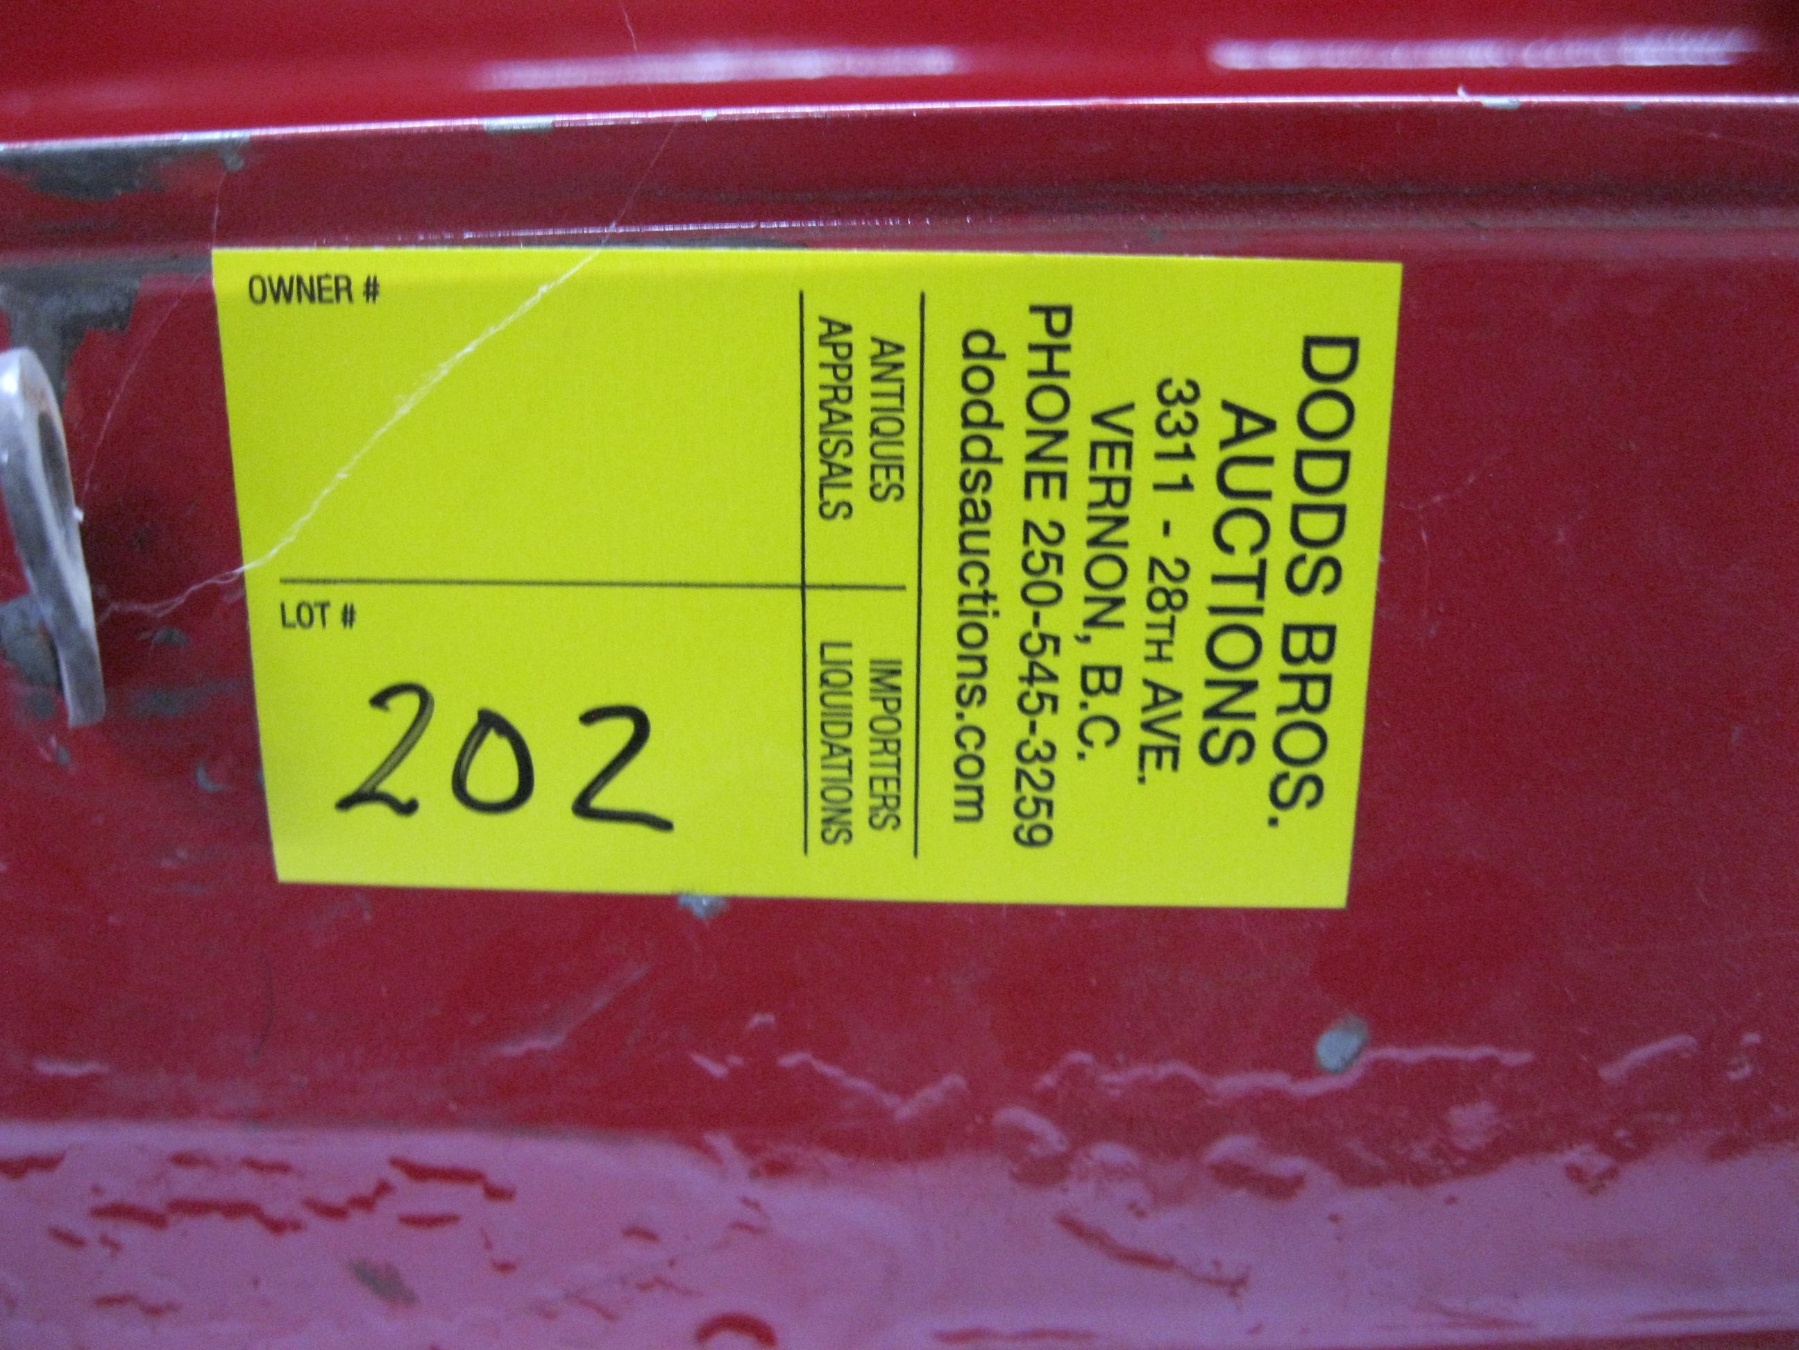 DODDS BROS.
AUCTIONS
3311 - 28TH AVE.
VERNON, B.C.
PHONE 250-545-3259
doddsauctions.com
ANTIQUES
APPRAISALS
IMPORTERS
LIQUIDATIONS
OWNER #
LOT #
202